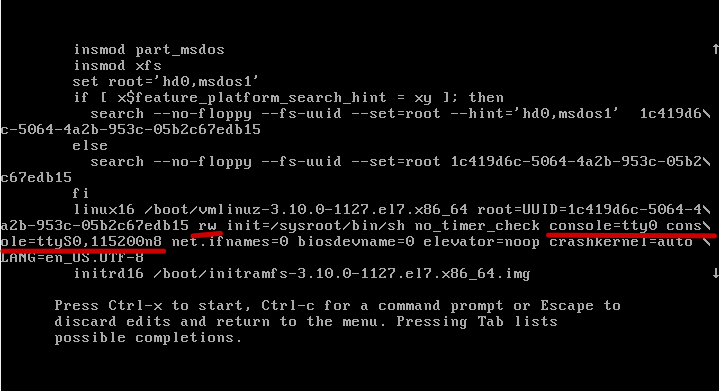 insmod part_msdos
insmod xfs
set root='hd0,msdos1'
if [ x$feature_platform_search_hint = xy ]; then
search --no-floppy --fs-uuid --set=root --hint='hd0,msdos1'  1c419d6\
c-5064-4a2b-953c-05b2c67edb15
else
search --no-floppy --fs-uuid --set=root 1c419d6c-5064-4a2b-953c-05b2\
c67edb15
fi
linux16 /boot/vmlinuz-3.10.0-1127.el7.x86_64 root=UUID=1c419d6c-5064-4\
a2b-953c-05b2c67edb15 rw init=/sysroot/bin/sh no_timer_check console=tty0 cons\
ole=ttyS0,115200n8 net.ifnames=0 biosdevname=0 elevator=noop crashkernel=auto \
LANG=en_US.UTF-8
initrd16 /boot/initramfs-3.10.0-1127.el7.x86_64.img
Press Ctrl-x to start, Ctrl-c for a command prompt or Escape to
discard edits and return to the menu. Pressing Tab lists
possible completions.